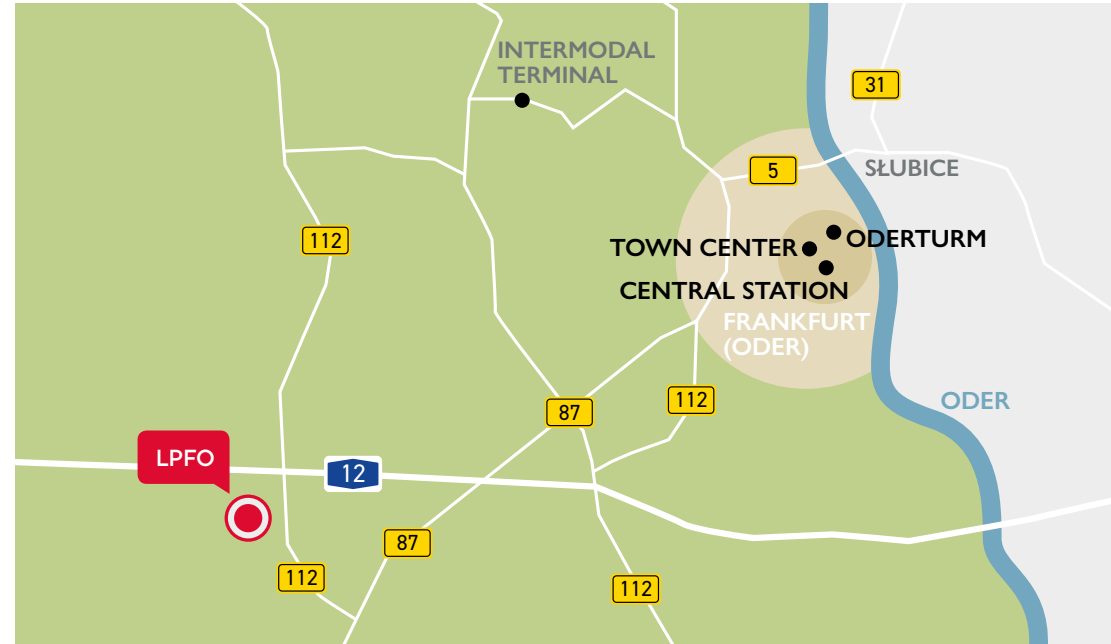 INTERMODAL
TERMINAL
31
5
SŁUBICE
112
TOWN CENTER
ODERTURM
CENTRAL STATION
FRANKFURT
(ODER)
87
112
ODER
LPFO
12
87
112
112